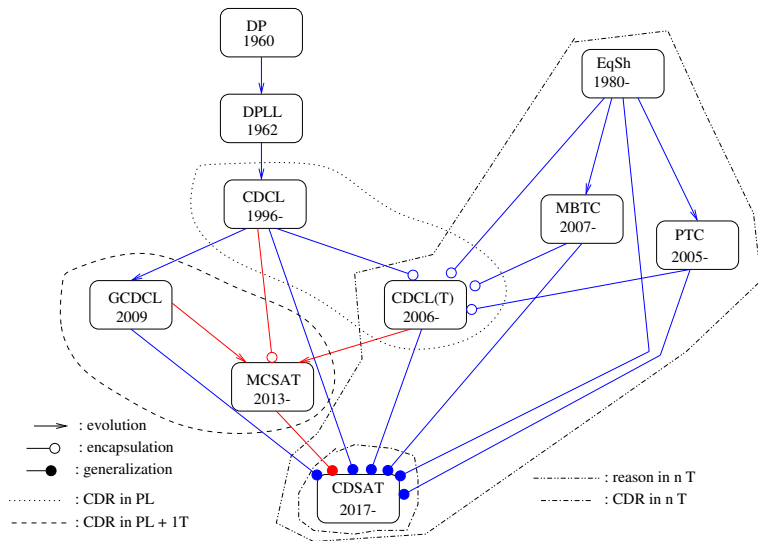 DP
1960
EqSh
1980-
DPLL
1962
CDCL
1996-
MBTC
2007-
PTC
2005-
GCDCL
2009
CDCL(T)
2006-
MCSAT
2013-
CDSAT
2017-
: evolution
: encapsulation
: generalization
: CDR in PL
: CDR in PL + 1T
: reason in n T
: CDR in n T